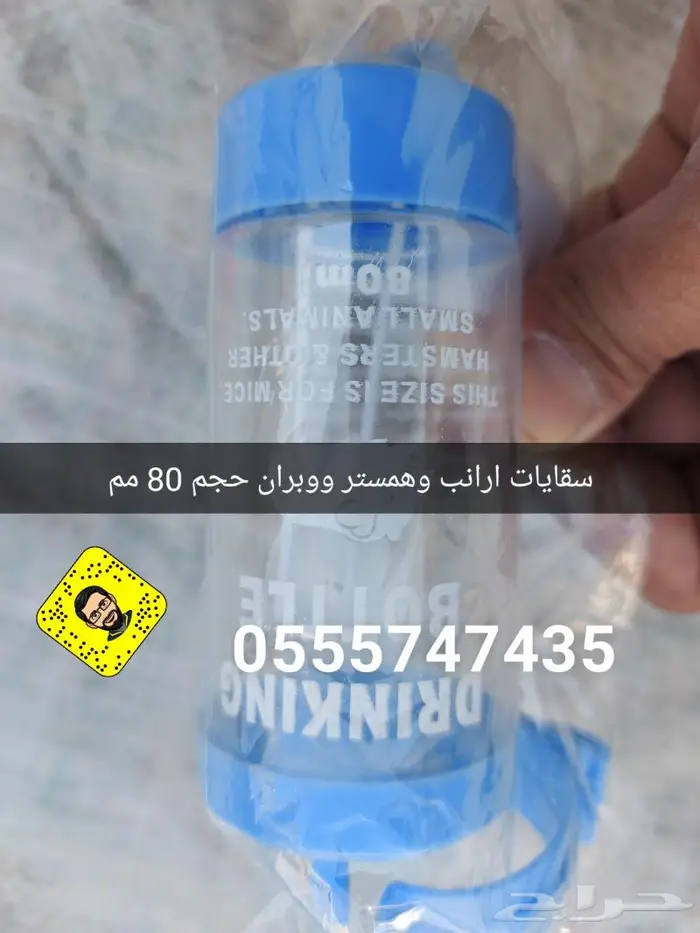 80ml
SMALL ANIMALS.
HAMSTERS & OTHER
THIS SIZE IS FOR MICE
سقايات ارانب وهمستر ووبران حجم 80 مم
BOTTLE
0555747435
DRINKING
حراج